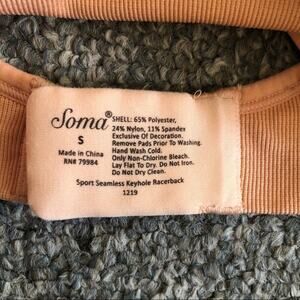 Soma®
S
Made in China
RN# 79984
SHELL: 65% Polyester,
24% Nylon, 11% Spandex
Exclusive Of Decoration.
Remove Pads Prior To Washing.
Hand Wash Cold.
Only Non-Chlorine Bleach.
Lay Flat To Dry. Do Not Iron.
Do Not Dry Clean.
Sport Seamless Keyhole Racerback
1219